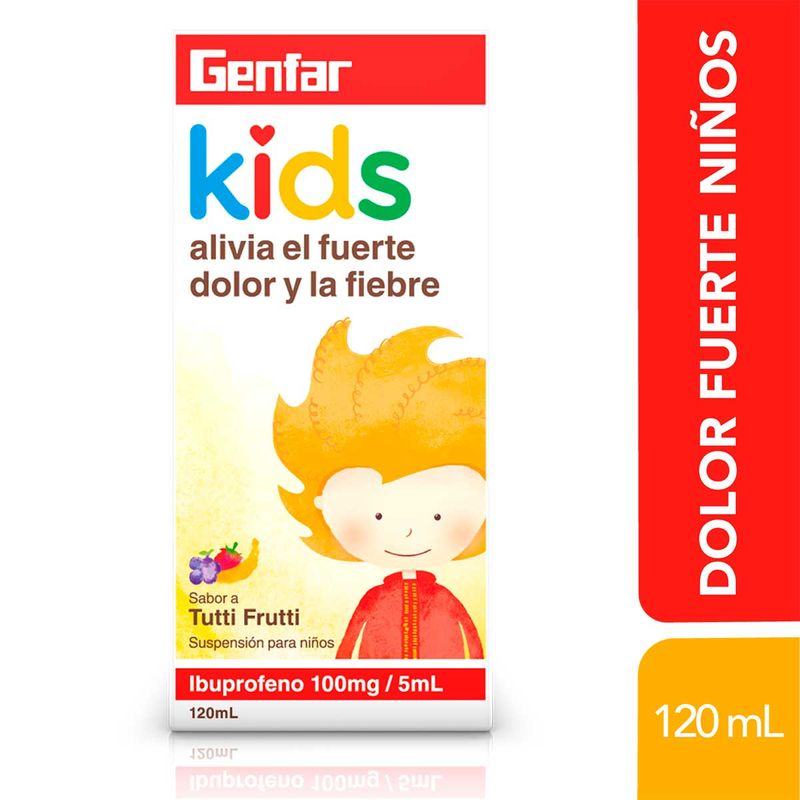 Genfar
kids
alivia el fuerte
dolor y la fiebre
Sabor a
Tutti Frutti
Suspensión para niños
Ibuprofeno 100mg / 5mL
120mL
DOLOR FUERTE NIÑOS
120 mL